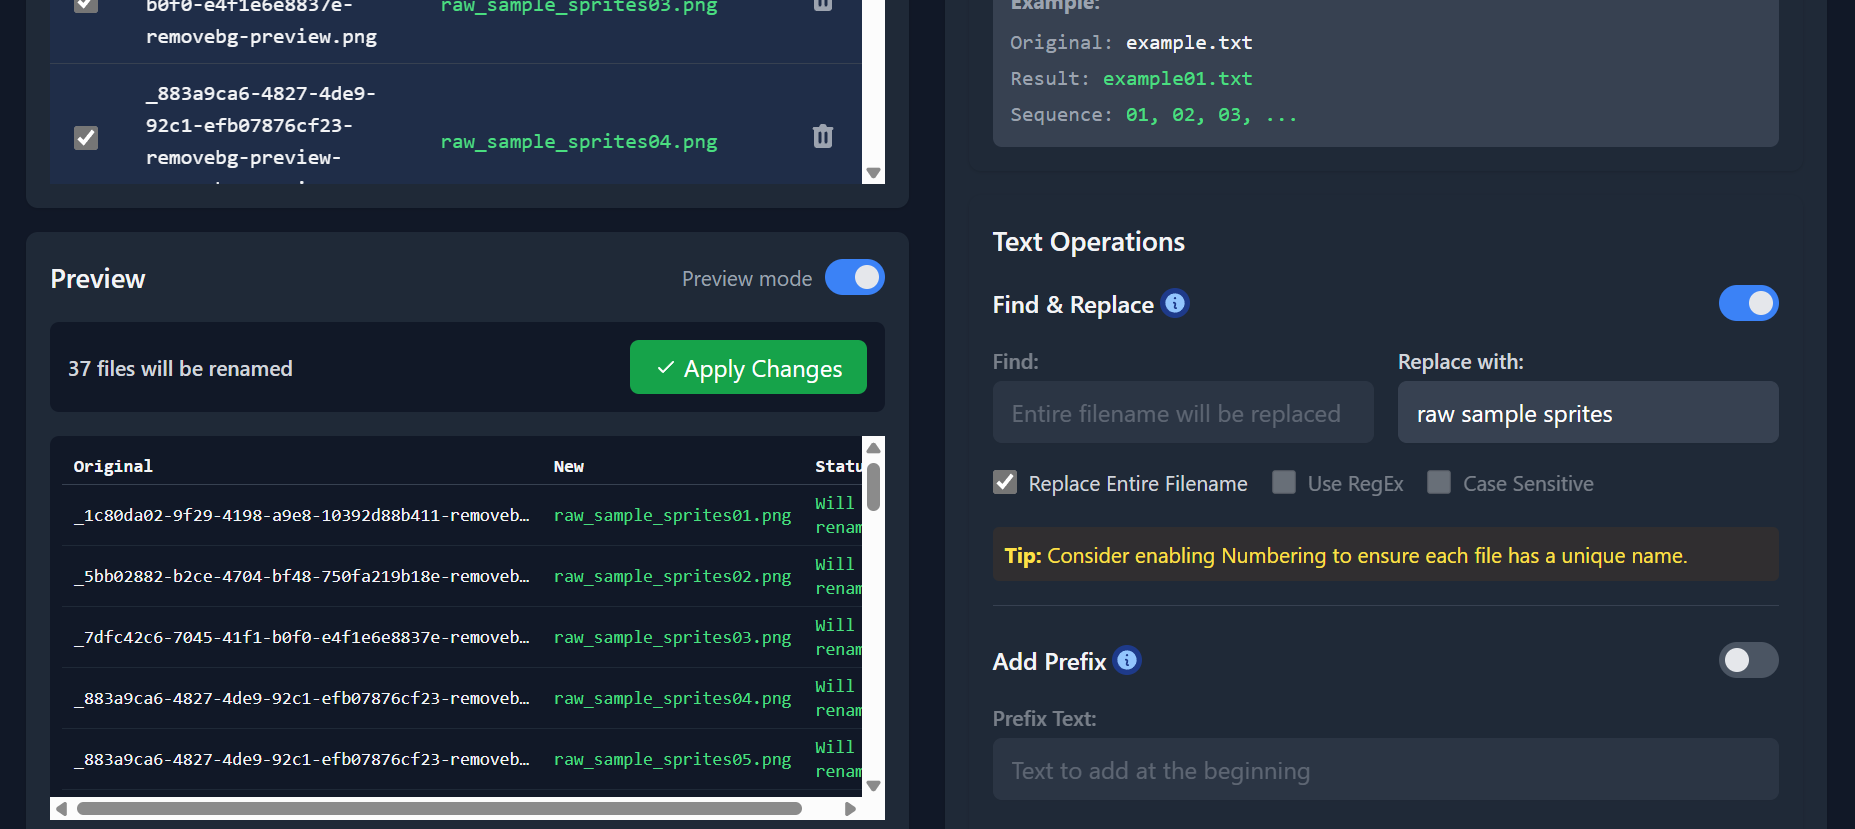 b0f0-e4f1e6e8837e-
removebg-preview.png
raw_sample_sprites03.png
_883a9ca6-4827-4de9-
92c1-efb07876cf23-
removebg-preview-
raw_sample_sprites04.png
Preview
Preview mode
37 files will be renamed
Apply Changes
Original New Statu
_1c80da02-9f29-4198-a9e8-10392d88b411-removeb… raw_sample_sprites01.png Will
renam
_5bb02882-b2ce-4704-bf48-750fa219b18e-removeb… raw_sample_sprites02.png Will
renam
_7dfc42c6-7045-41f1-b0f0-e4f1e6e8837e-removeb… raw_sample_sprites03.png Will
renam
_883a9ca6-4827-4de9-92c1-efb07876cf23-removeb… raw_sample_sprites04.png Will
renam
_883a9ca6-4827-4de9-92c1-efb07876cf23-removeb… raw_sample_sprites05.png Will
renam
Example:
Original: example.txt
Result: example01.txt
Sequence: 01, 02, 03, ...
Text Operations
Find & Replace
Find:
Entire filename will be replaced
Replace with:
raw sample sprites
Replace Entire Filename Use RegEx Case Sensitive
Tip: Consider enabling Numbering to ensure each file has a unique name.
Add Prefix
Prefix Text:
Text to add at the beginning